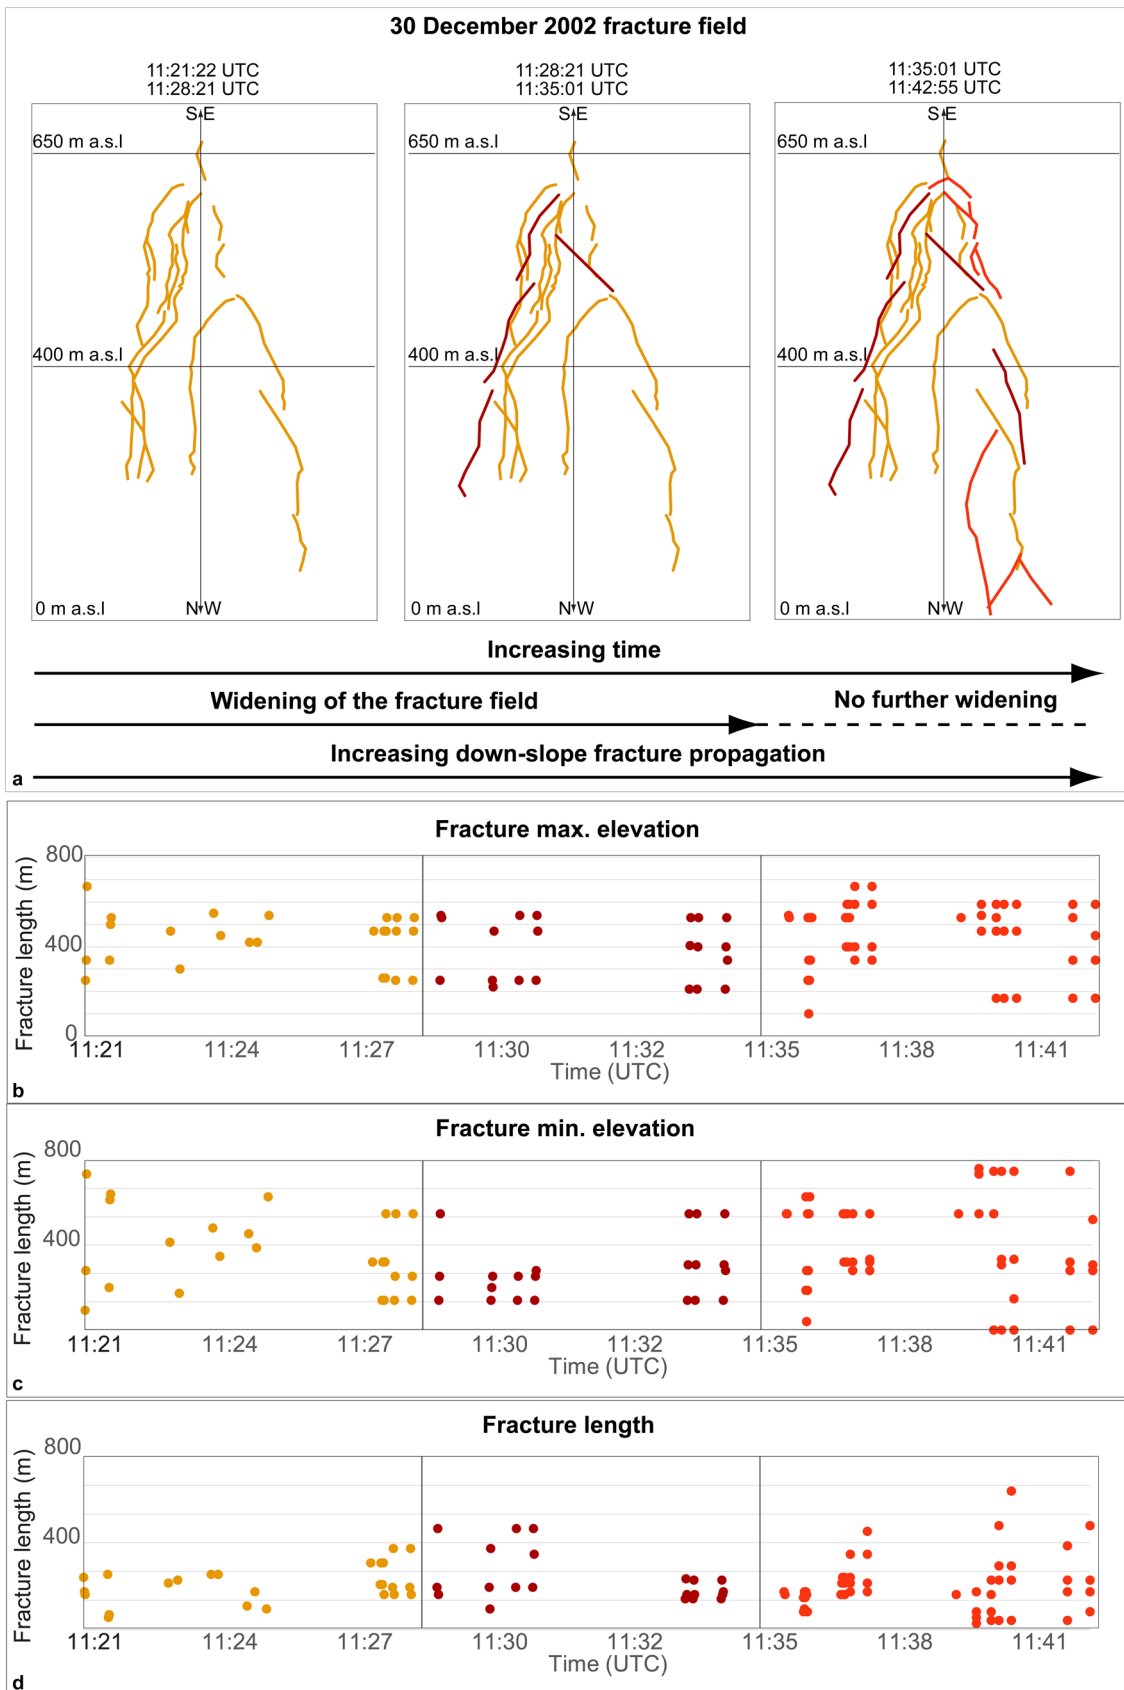 30 December 2002 fracture field
11:21:22 UTC
11:28:21 UTC
11:28:21 UTC
11:35:01 UTC
11:35:01 UTC
11:42:55 UTC
SE
SE
SE
650 m a.s.l
650 m a.s.l
650 m a.s.l
400 m a.s.l
400 m a.s.l
400 m a.s.l
0 m a.s.l
NW
0 m a.s.l
NW
0 m a.s.l
NW
Increasing time
Widening of the fracture field
No further widening
Increasing down-slope fracture propagation
a
Fracture max. elevation
Fracture length (m)
800
400
0
11:21 11:24 11:27 11:30 11:32 11:35 11:38 11:41
Time (UTC)
b
Fracture min. elevation
Fracture length (m)
800
400
11:21 11:24 11:27 11:30 11:32 11:35 11:38 11:41
Time (UTC)
c
Fracture length
Fracture length (m)
800
400
11:21 11:24 11:27 11:30 11:32 11:35 11:38 11:41
Time (UTC)
d